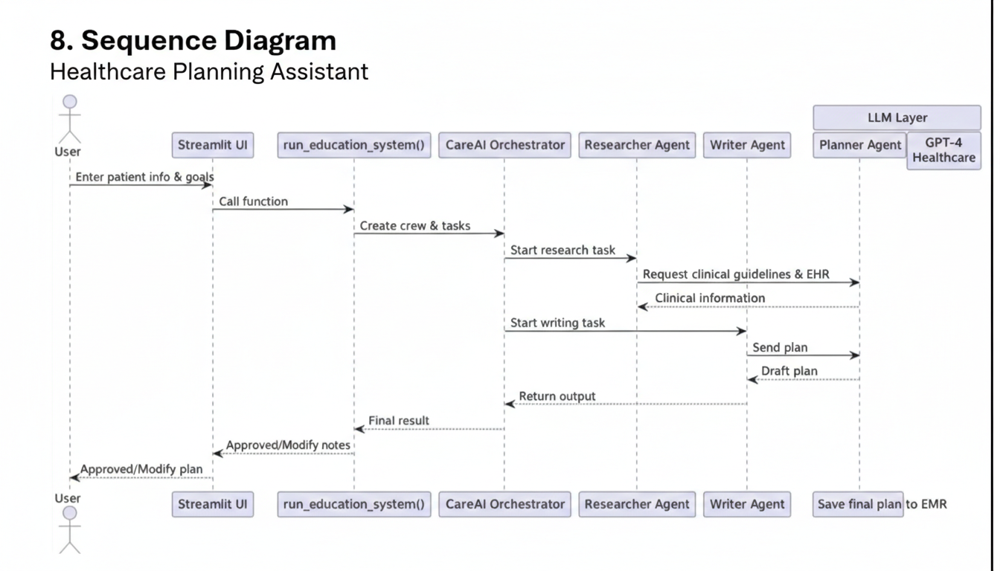 8. Sequence Diagram
Healthcare Planning Assistant
LLM Layer
User
Streamlit UI
run_education_system()
CareAI Orchestrator
Researcher Agent
Writer Agent
Planner Agent
GPT-4
Healthcare
Enter patient info & goals
Call function
Create crew & tasks
Start research task
Request clinical guidelines & EHR
Clinical information
Start writing task
Send plan
Draft plan
Return output
Final result
Approved/Modify notes
Approved/Modify plan
User
Streamlit UI
run_education_system()
CareAI Orchestrator
Researcher Agent
Writer Agent
Save final plan to EMR